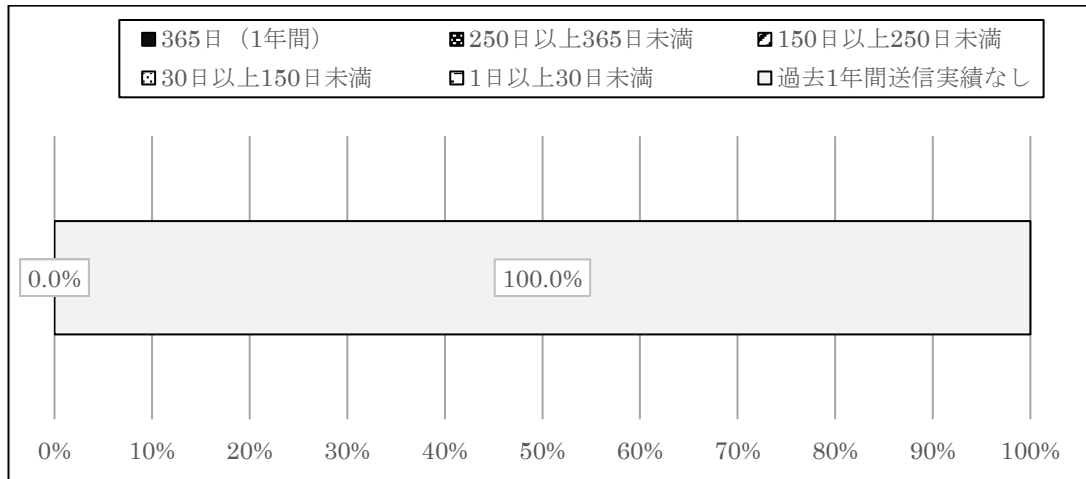 365日（1年間） 250日以上365日未満 150日以上250日未満
30日以上150日未満 1日以上30日未満 過去1年間送信実績なし
0.0% 100.0%
0% 10% 20% 30% 40% 50% 60% 70% 80% 90% 100%